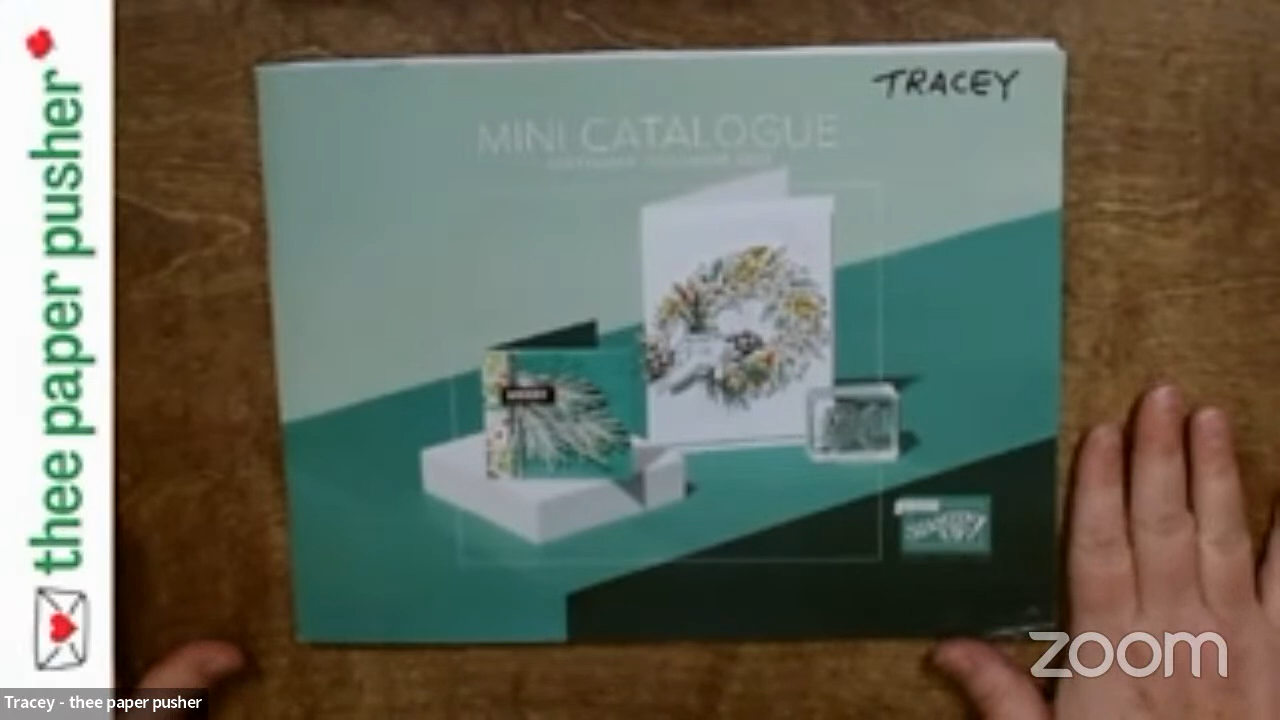 thee paper pusher
TRACEY
MINI CATALOGUE
zoom
Tracey - thee paper pusher